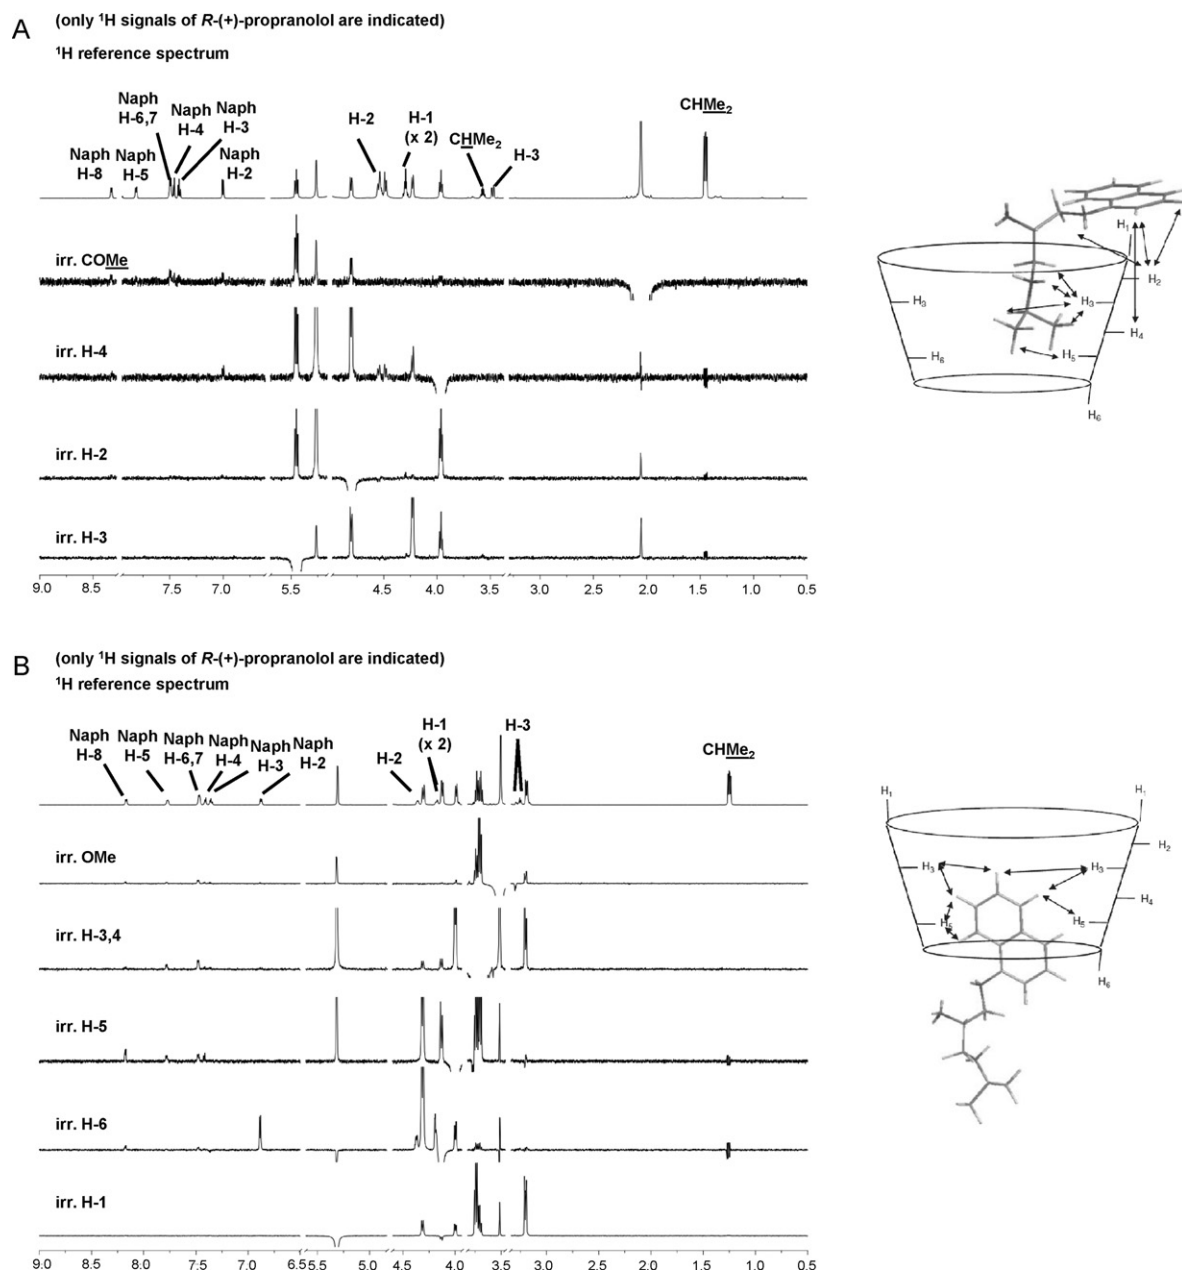 A
(only ¹H signals of R-(+)-propranolol are indicated)
¹H reference spectrum
Naph
H-8
Naph
H-5
Naph
H-6,7
Naph
H-4
Naph
H-3
Naph
H-2
H-2
H-1
(x 2)
CHMe₂
H-3
CHMe₂
irr. COMe
irr. H-4
irr. H-2
irr. H-3
9.0 8.5 7.5 7.0 5.5 4.5 4.0 3.5 3.0 2.5 2.0 1.5 1.0 0.5
H₁
H₂
H₃
H₃
H₄
H₆
H₅
H₆
B
(only ¹H signals of R-(+)-propranolol are indicated)
¹H reference spectrum
Naph
H-8
Naph
H-5
Naph
H-6,7
Naph
H-4
Naph
H-3
Naph
H-2
H-2
H-1
(x 2)
H-3
CHMe₂
irr. OMe
irr. H-3,4
irr. H-5
irr. H-6
irr. H-1
9.0 8.5 8.0 7.5 7.0 6.5 5.5 5.0 4.5 4.0 3.5 3.0 2.5 2.0 1.5 1.0 0.5
H₁
H₁
H₂
H₃
H₃
H₄
H₅
H₆